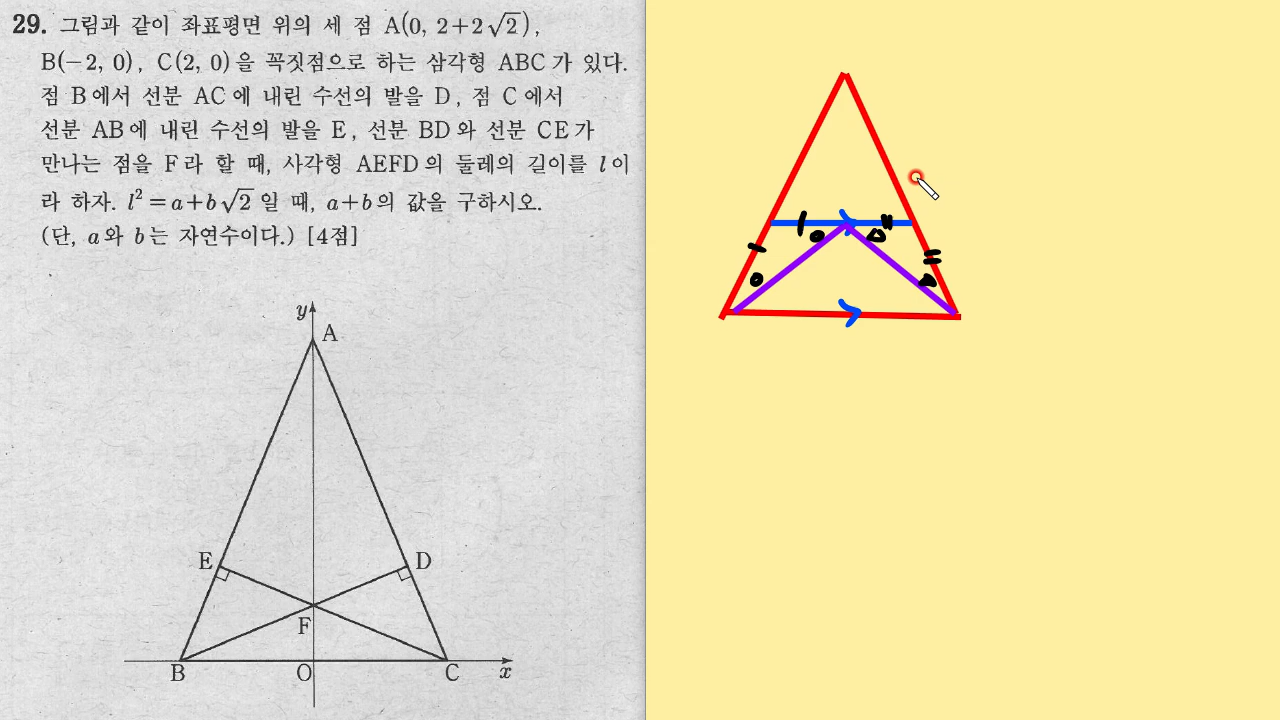 29. 그림과 같이 좌표평면 위의 세 점 A(0, 2+2√2),
B(-2, 0), C(2, 0)을 꼭짓점으로 하는 삼각형 ABC가 있다.
점 B에서 선분 AC에 내린 수선의 발을 D, 점 C에서
선분 AB에 내린 수선의 발을 E, 선분 BD와 선분 CE가
만나는 점을 F라 할 때, 사각형 AEFD의 둘레의 길이를 l이
라 하자. l²=a+b√2일 때, a+b의 값을 구하시오.
(단, a와 b는 자연수이다.) [4점]
y
A
E
D
F
B
O
C
x